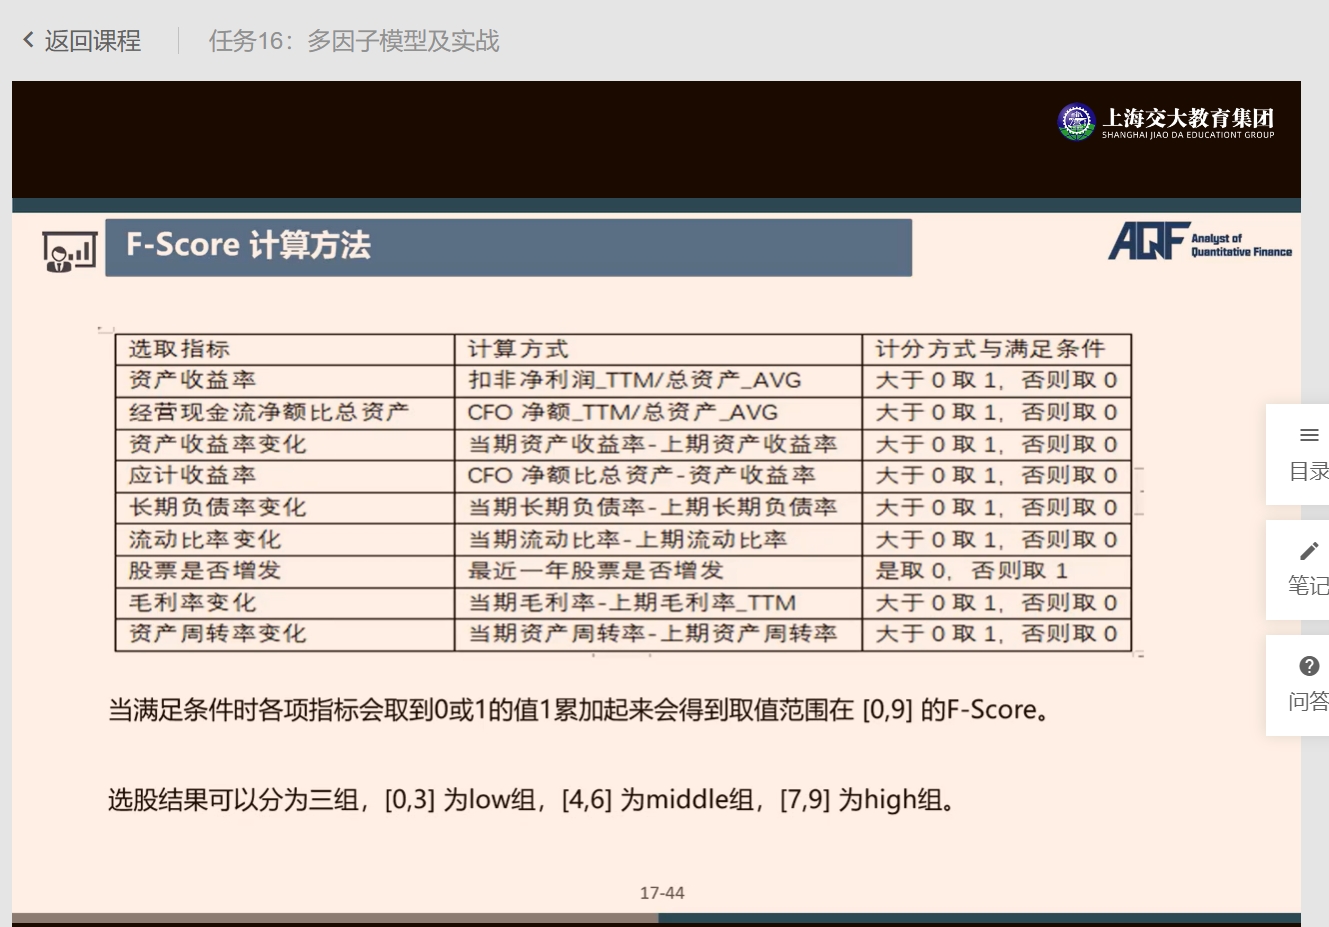 返回课程
任务16：多因子模型及实战
上海交大教育集团
SHANGHAI JIAO DA EDUCATIONT GROUP
F-Score 计算方法
AQF Analyst of
Quantitative Finance
选取指标 计算方式 计分方式与满足条件
资产收益率 扣非净利润_TTM/总资产_AVG 大于 0 取 1，否则取 0
经营现金流净额比总资产 CFO 净额_TTM/总资产_AVG 大于 0 取 1，否则取 0
资产收益率变化 当期资产收益率-上期资产收益率 大于 0 取 1，否则取 0
应计收益率 CFO 净额比总资产-资产收益率 大于 0 取 1，否则取 0
长期负债率变化 当期长期负债率-上期长期负债率 大于 0 取 1，否则取 0
流动比率变化 当期流动比率-上期流动比率 大于 0 取 1，否则取 0
股票是否增发 最近一年股票是否增发 是取 0，否则取 1
毛利率变化 当期毛利率-上期毛利率_TTM 大于 0 取 1，否则取 0
资产周转率变化 当期资产周转率-上期资产周转率 大于 0 取 1，否则取 0
当满足条件时各项指标会取到0或1的值1累加起来会得到取值范围在 [0,9] 的F-Score。
选股结果可以分为三组，[0,3] 为low组，[4,6] 为middle组，[7,9] 为high组。
17-44
目录
笔记
问答